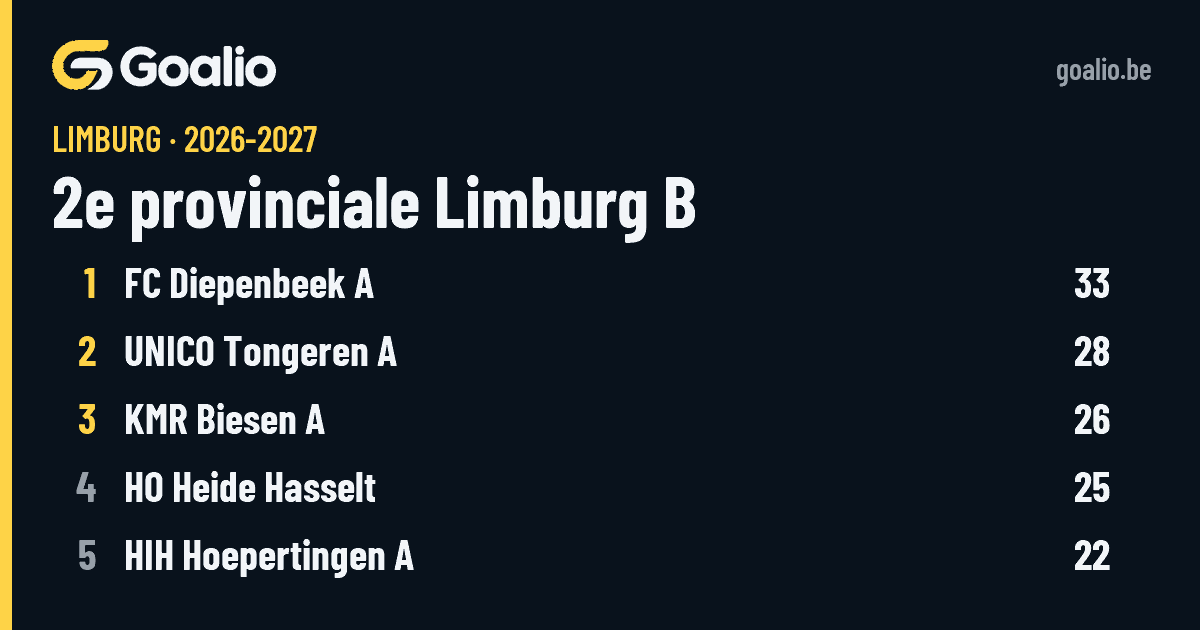 Goalio
goalio.be
LIMBURG · 2026-2027
2e provinciale Limburg B
1 FC Diepenbeek A 33
2 UNICO Tongeren A 28
3 KMR Biesen A 26
4 HO Heide Hasselt 25
5 HIH Hoepertingen A 22